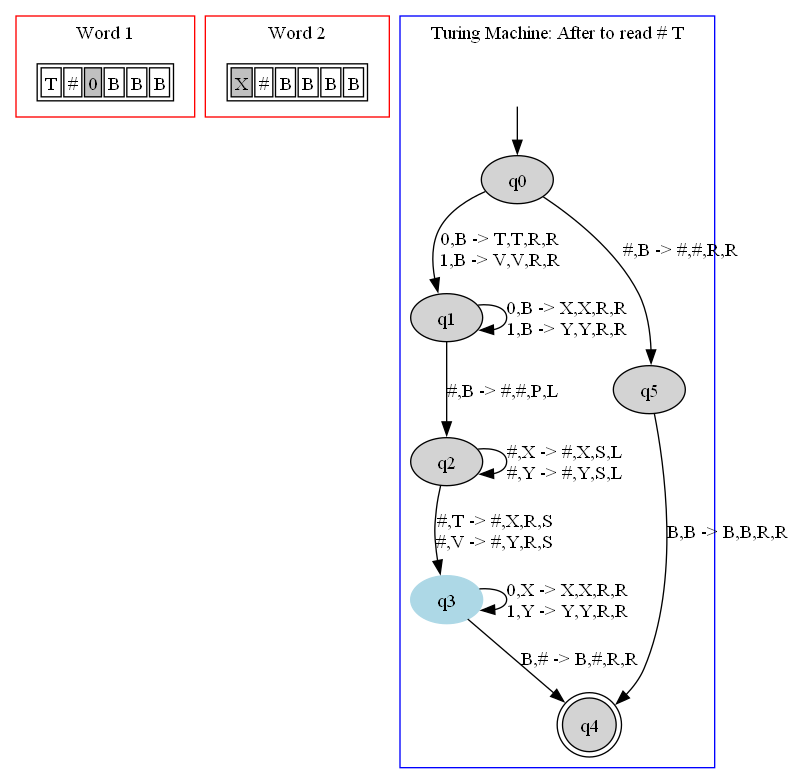 Word 1
T # 0 B B B
Word 2
X # B B B B
Turing Machine: After to read # T
q0
0,B -> T,T,R,R
1,B -> V,V,R,R
#,B -> #,#,R,R
q1
0,B -> X,X,R,R
1,B -> Y,Y,R,R
#,B -> #,#,P,L
q5
q2
#,X -> #,X,S,L
#,Y -> #,Y,S,L
#,T -> #,X,R,S
#,V -> #,Y,R,S
B,B -> B,B,R,R
q3
0,X -> X,X,R,R
1,Y -> Y,Y,R,R
B,# -> B,#,R,R
q4